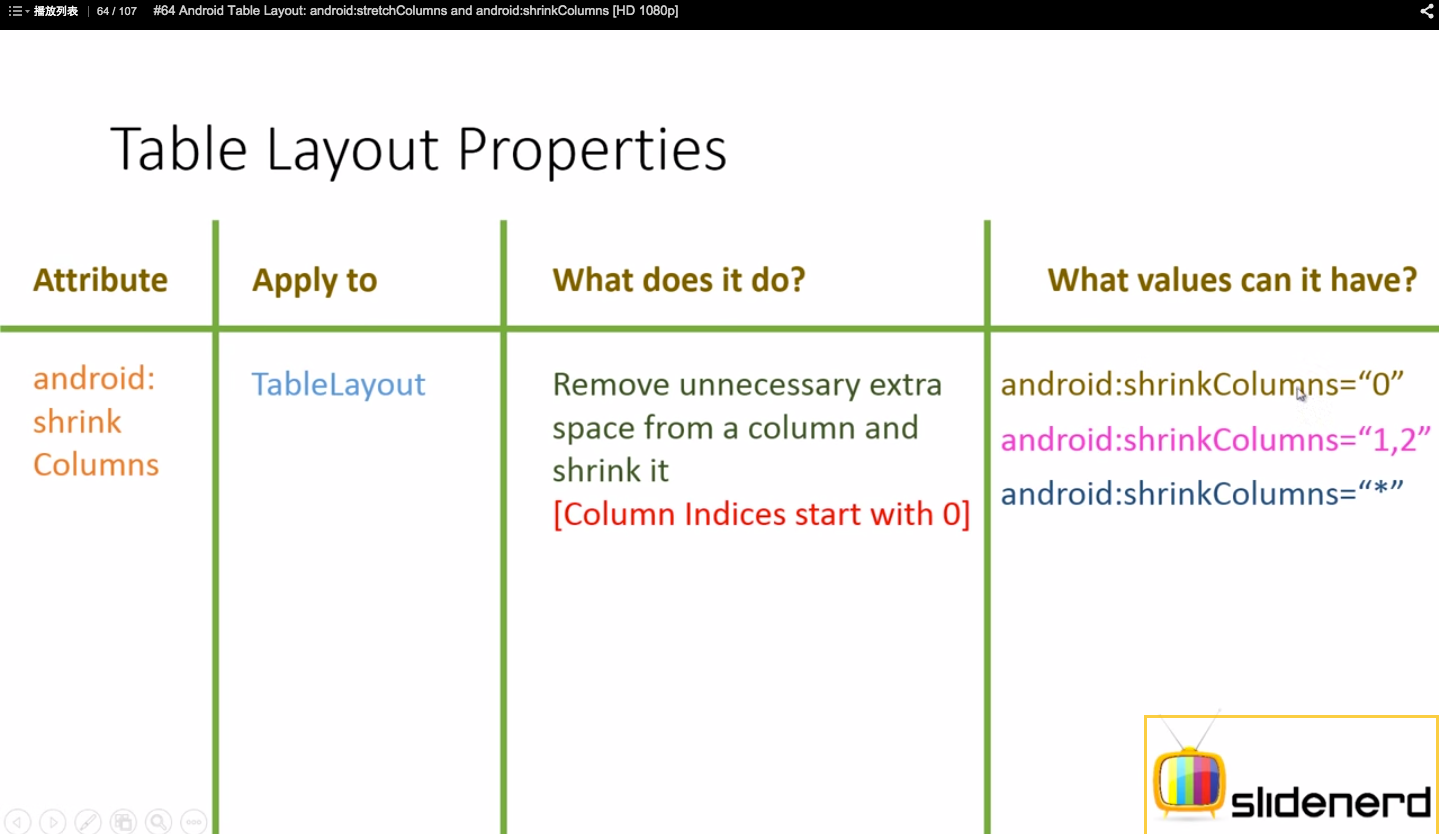 播放列表 64 / 107 #64 Android Table Layout: android:stretchColumns and android:shrinkColumns [HD 1080p]
Table Layout Properties
Attribute Apply to What does it do? What values can it have?
android:
shrink
Columns
TableLayout
Remove unnecessary extra
space from a column and
shrink it
[Column Indices start with 0]
android:shrinkColumns=“0”
android:shrinkColumns=“1,2”
android:shrinkColumns=“*”
slidenerd